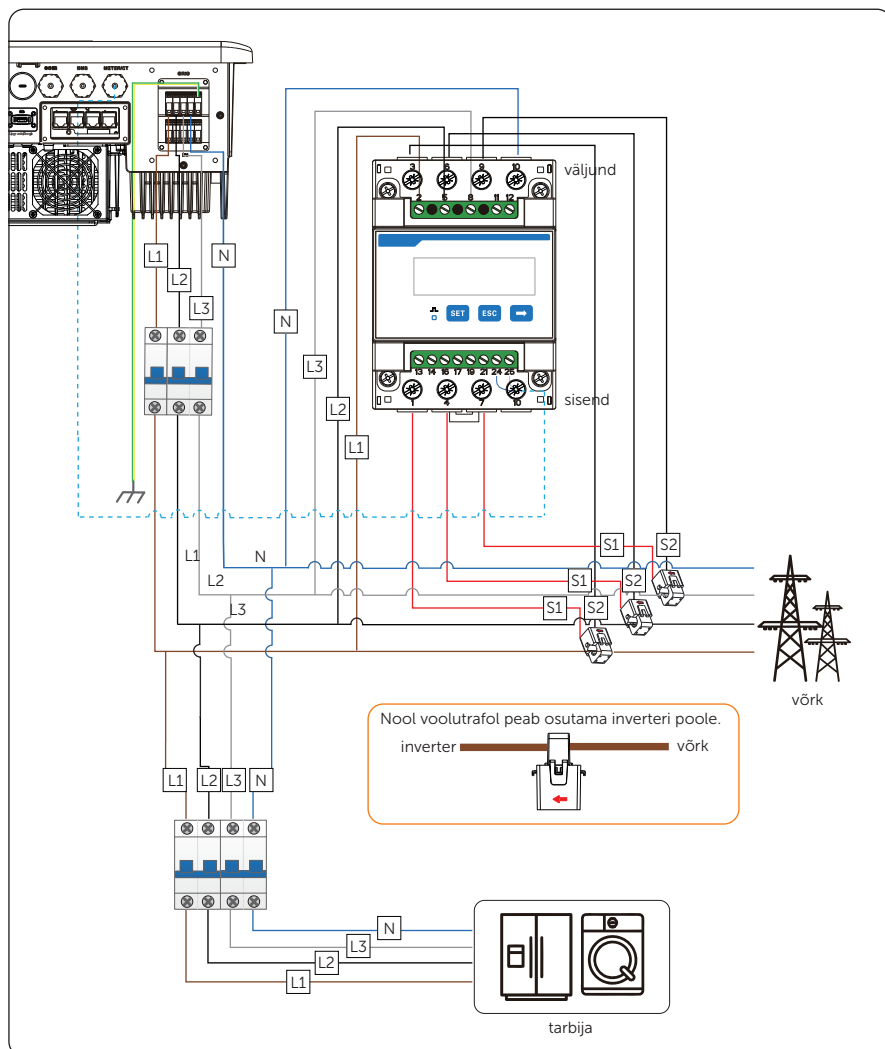 COM BMS METER/CT
GRID
3 6 9 10
väljund
2 5 8 11 12
L1
L2
L3
N
SET ESC
N
L3
L2
L1
13 14 16 17 19 21 24 25
1 4 7 10
sisend
S1 S2
S1 S2
S1 S2
N
L1
L2
L3
võrk
Nool voolutrafol peab osutama inverteri poole.
inverter võrk
L1 L2 L3 N
N
L3
L2
L1
tarbija